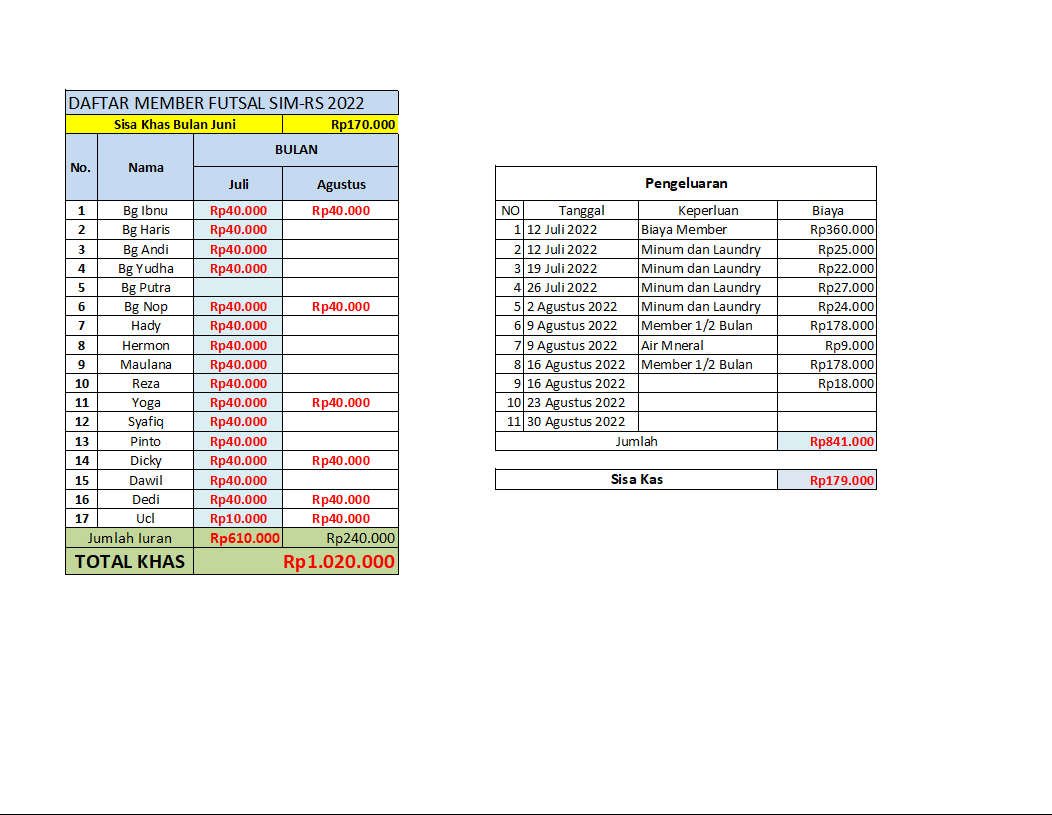 DAFTAR MEMBER FUTSAL SIM-RS 2022
Sisa Khas Bulan Juni Rp170.000
No. Nama BULAN
Juli Agustus
1 Bg Ibnu Rp40.000 Rp40.000
2 Bg Haris Rp40.000
3 Bg Andi Rp40.000
4 Bg Yudha Rp40.000
5 Bg Putra
6 Bg Nop Rp40.000 Rp40.000
7 Hady Rp40.000
8 Hermon Rp40.000
9 Maulana Rp40.000
10 Reza Rp40.000
11 Yoga Rp40.000 Rp40.000
12 Syafiq Rp40.000
13 Pinto Rp40.000
14 Dicky Rp40.000 Rp40.000
15 Dawil Rp40.000
16 Dedi Rp40.000 Rp40.000
17 Ucl Rp10.000 Rp40.000
Jumlah Iuran Rp610.000 Rp240.000
TOTAL KHAS Rp1.020.000
Pengeluaran
NO Tanggal Keperluan Biaya
1 12 Juli 2022 Biaya Member Rp360.000
2 12 Juli 2022 Minum dan Laundry Rp25.000
3 19 Juli 2022 Minum dan Laundry Rp22.000
4 26 Juli 2022 Minum dan Laundry Rp27.000
5 2 Agustus 2022 Minum dan Laundry Rp24.000
6 9 Agustus 2022 Member 1/2 Bulan Rp178.000
7 9 Agustus 2022 Air Mneral Rp9.000
8 16 Agustus 2022 Member 1/2 Bulan Rp178.000
9 16 Agustus 2022 Rp18.000
10 23 Agustus 2022
11 30 Agustus 2022
Jumlah Rp841.000
Sisa Kas Rp179.000